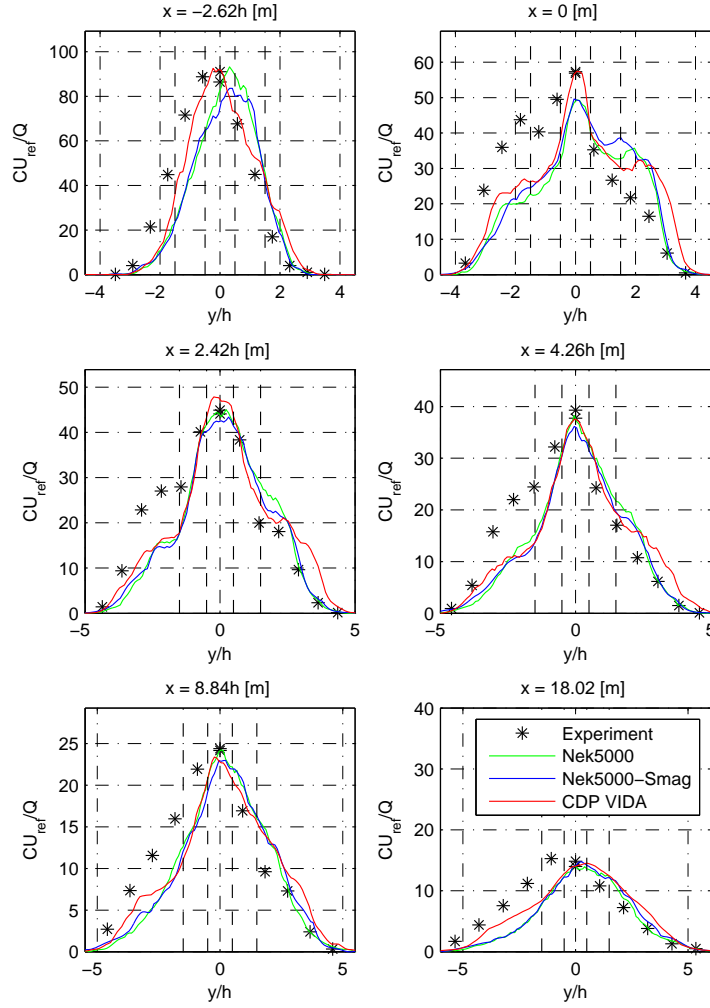 x = −2.62h [m]
x = 0 [m]
CU_ref/Q
100
80
60
40
20
0
−4 −2 0 2 4
y/h
CU_ref/Q
60
50
40
30
20
10
0
−4 −2 0 2 4
y/h
x = 2.42h [m]
x = 4.26h [m]
CU_ref/Q
50
40
30
20
10
0
−5 0 5
y/h
CU_ref/Q
40
30
20
10
0
−5 0 5
y/h
x = 8.84h [m]
x = 18.02 [m]
CU_ref/Q
25
20
15
10
5
0
−5 0 5
y/h
CU_ref/Q
40
30
20
10
0
Experiment
Nek5000
Nek5000−Smag
CDP VIDA
−5 0 5
y/h